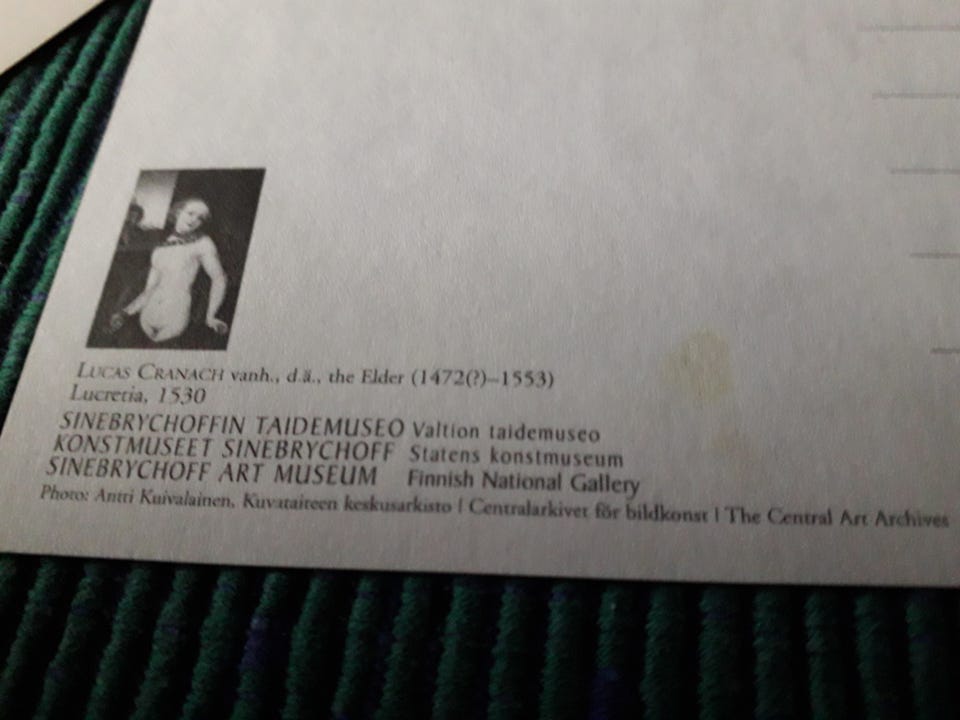 LUCAS CRANACH vanh., d.ä., the Elder (1472(?)–1553)
Lucretia, 1530
SINEBRYCHOFFIN TAIDEMUSEO Valtion taidemuseo
KONSTMUSEET SINEBRYCHOFF Statens konstmuseum
SINEBRYCHOFF ART MUSEUM Finnish National Gallery
Photo: Antti Kuivalainen, Kuvataiteen keskusarkisto | Centralarkivet för bildkonst | The Central Art Archives